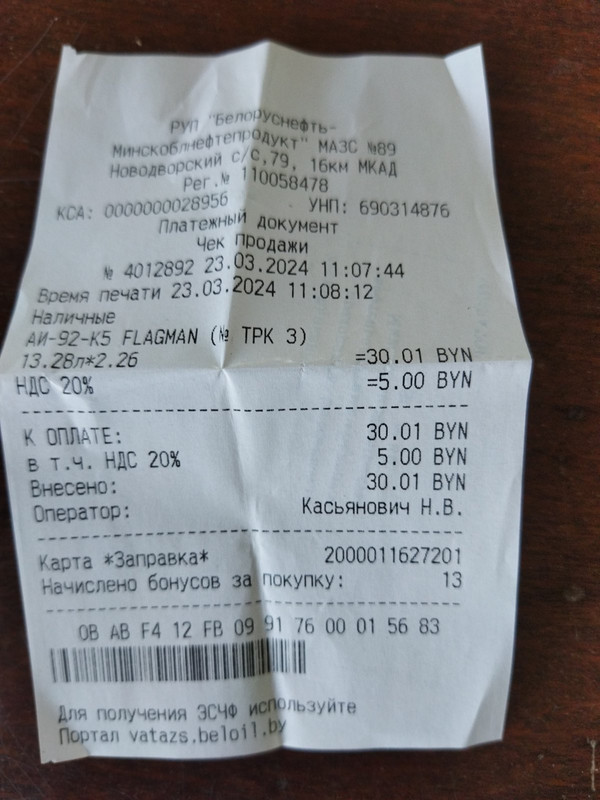 РУП "Белоруснефть-
Минскоблнефтепродукт" МАЗС №89
Новодворский с/с,79, 16км МКАД
Рег.№ 110058478
КСА: 0000000028956 УНП: 690314876
Платежный документ
Чек продажи
№ 4012892 23.03.2024 11:07:44
Время печати 23.03.2024 11:08:12
Наличные
АИ-92-К5 FLAGMAN (№ ТРК 3)
13.28л*2.26 =30.01 BYN
НДС 20% =5.00 BYN
К ОПЛАТЕ: 30.01 BYN
в т.ч. НДС 20% 5.00 BYN
Внесено: 30.01 BYN
Оператор: Касьянович Н.В.
Карта *Заправка* 2000011627201
Начислено бонусов за покупку: 13
0B AB F4 12 FB 09 91 76 00 01 56 83
Для получения ЭСЧФ используйте
Портал vatazs.beloil.by